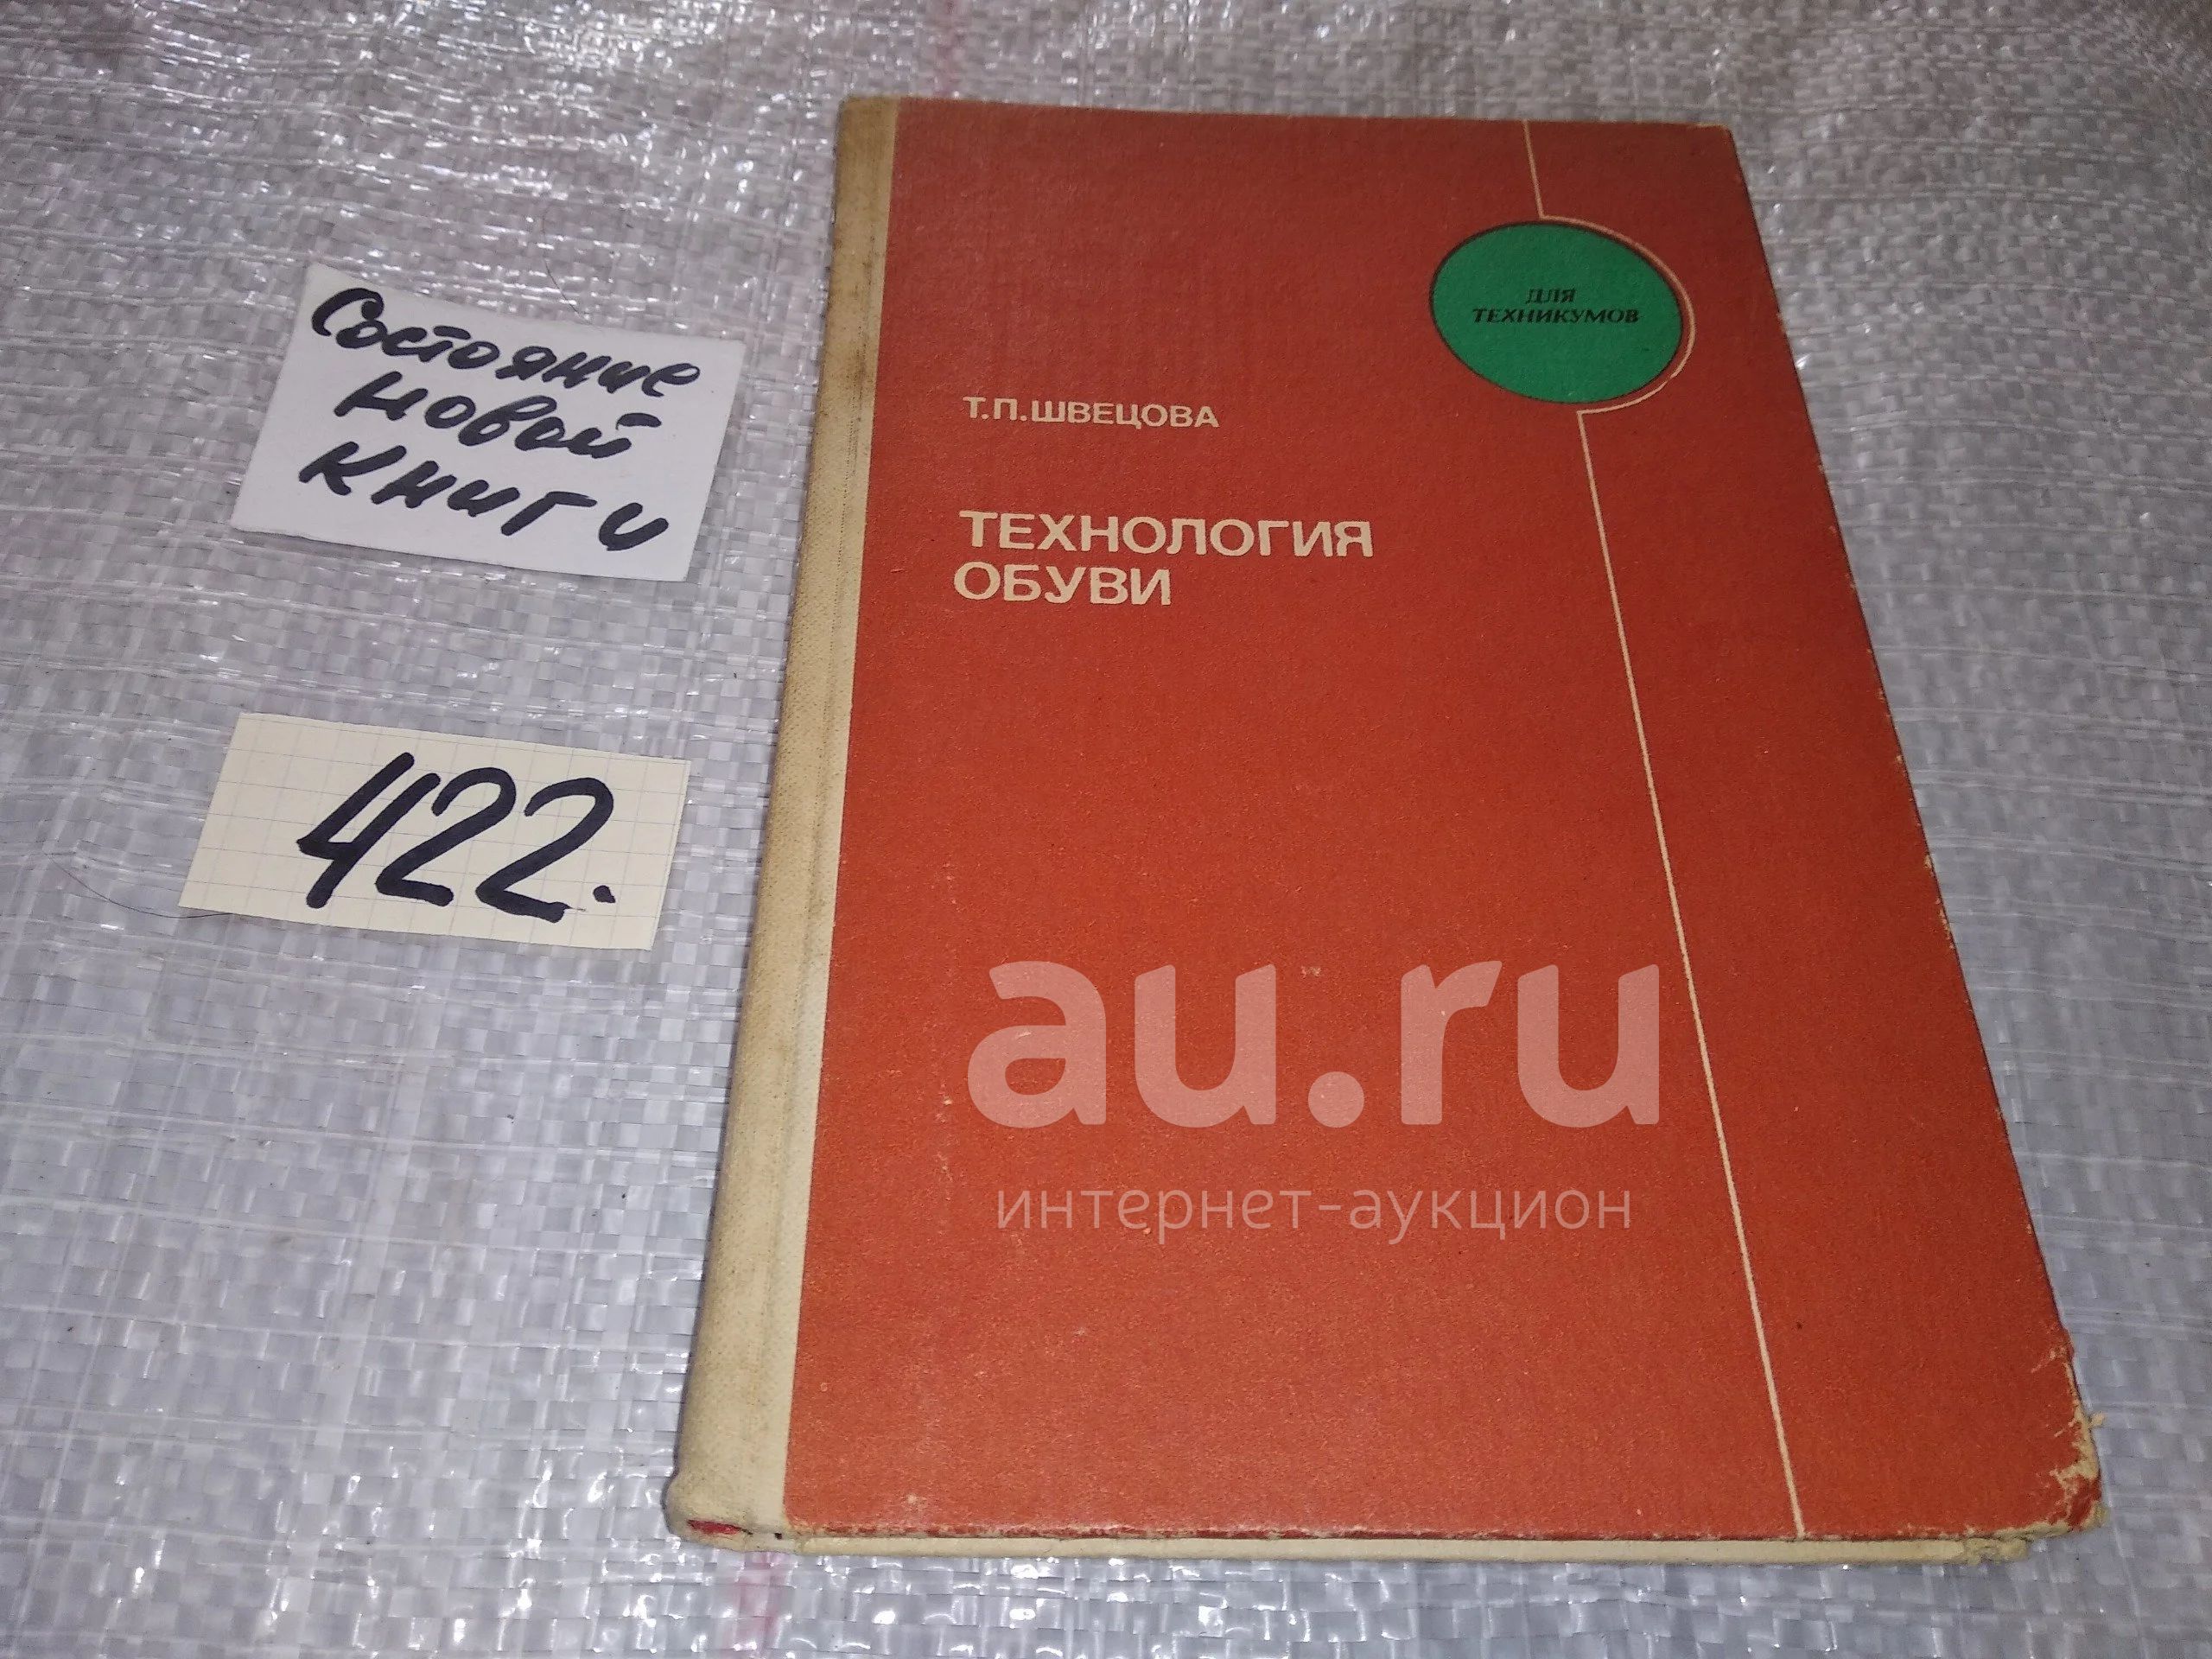 Состояние
новой
книги
422.
ДЛЯ
ТЕХНИКУМОВ
Т.П.ШВЕЦОВА
ТЕХНОЛОГИЯ
ОБУВИ
au.ru
интернет-аукцион